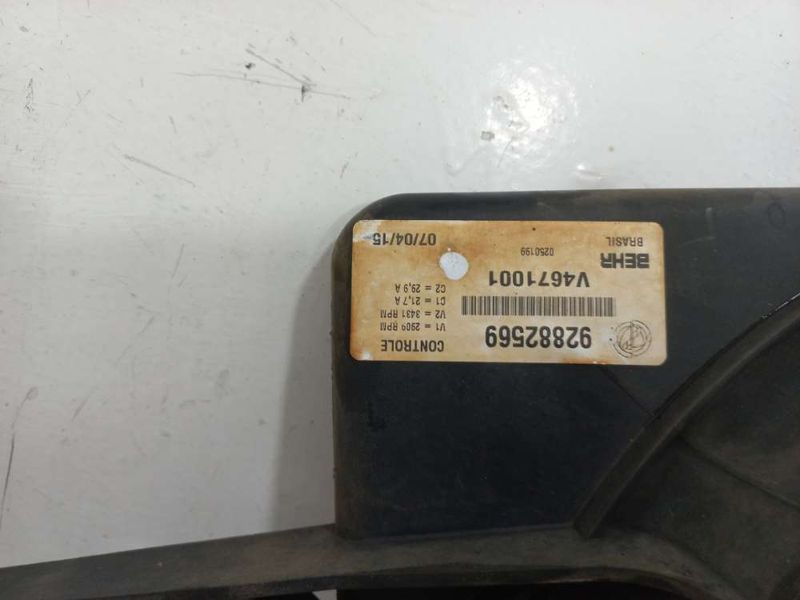 92882569
CONTROLE
V1 = RPM
V2 = 3431 RPM
C1 = 21,7 A
C2 = 29,9 A
V4671001
0250199
BEHR
BRASIL
07/04/15